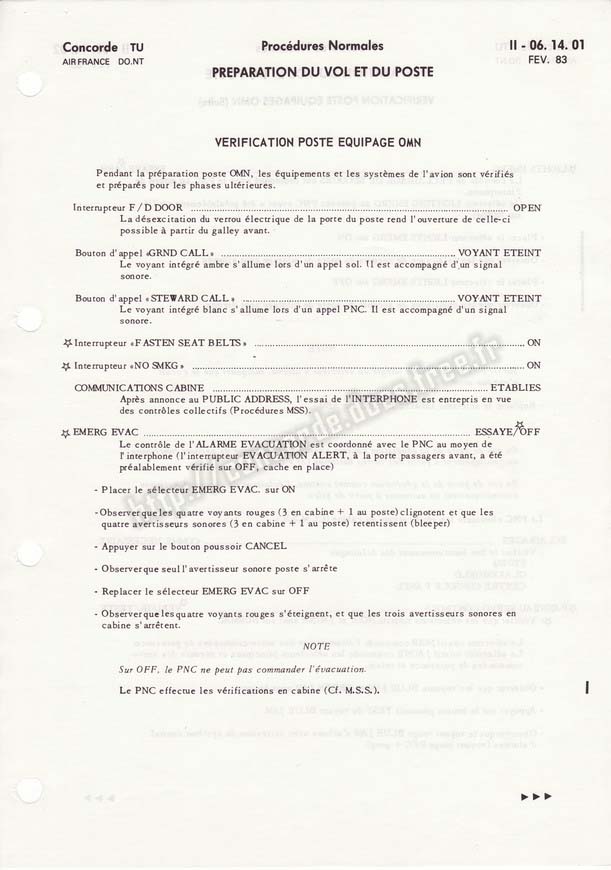 Concorde TU
Procédures Normales
II - 06. 14. 01
AIR FRANCE DO.NT
FEV. 83
PREPARATION DU VOL ET DU POSTE
VERIFICATION POSTE EQUIPAGE OMN
Pendant la préparation poste OMN, les équipements et les systèmes de l'avion sont vérifiés
et préparés pour les phases ultérieures.
Interrupteur F / D DOOR ... OPEN
La désexcitation du verrou électrique de la porte du poste rend l'ouverture de celle-ci
possible à partir du galley avant.
Bouton d'appel «GRND CALL» ... VOYANT ETEINT
Le voyant intégré ambre s'allume lors d'un appel sol. Il est accompagné d'un signal
sonore.
Bouton d'appel «STEWARD CALL» ... VOYANT ETEINT
Le voyant intégré blanc s'allume lors d'un appel PNC. Il est accompagné d'un signal
sonore.
☆ Interrupteur «FASTEN SEAT BELTS» ... ON
☆ Interrupteur «NO SMKG» ... ON
COMMUNICATIONS CABINE ... ETABLIES
Après annonce au PUBLIC ADDRESS, l'essai de l'INTERPHONE est entrepris en vue
des contrôles collectifs (Procédures MSS).
☆ EMERG EVAC ... ESSAYE/☆OFF
Le contrôle de l'ALARME EVACUATION est coordonné avec le PNC au moyen de
l'interphone (l'interrupteur EVACUATION ALERT, à la porte passagers avant, a été
préalablement vérifié sur OFF, cache en place)
- Placer le sélecteur EMERG EVAC. sur ON
- Observer que les quatre voyants rouges (3 en cabine + 1 au poste) clignotent et que les
quatre avertisseurs sonores (3 en cabine + 1 au poste) retentissent (bleeper)
- Appuyer sur le bouton poussoir CANCEL
- Observer que seul l'avertisseur sonore poste s'arrête
- Replacer le sélecteur EMERG EVAC sur OFF
- Observer que les quatre voyants rouges s'éteignent, et que les trois avertisseurs sonores en
cabine s'arrêtent.
NOTE
Sur OFF, le PNC ne peut pas commander l'évacuation.
Le PNC effectue les vérifications en cabine (Cf. M.S.S.).
►►►
http://concorde.docs.free.fr